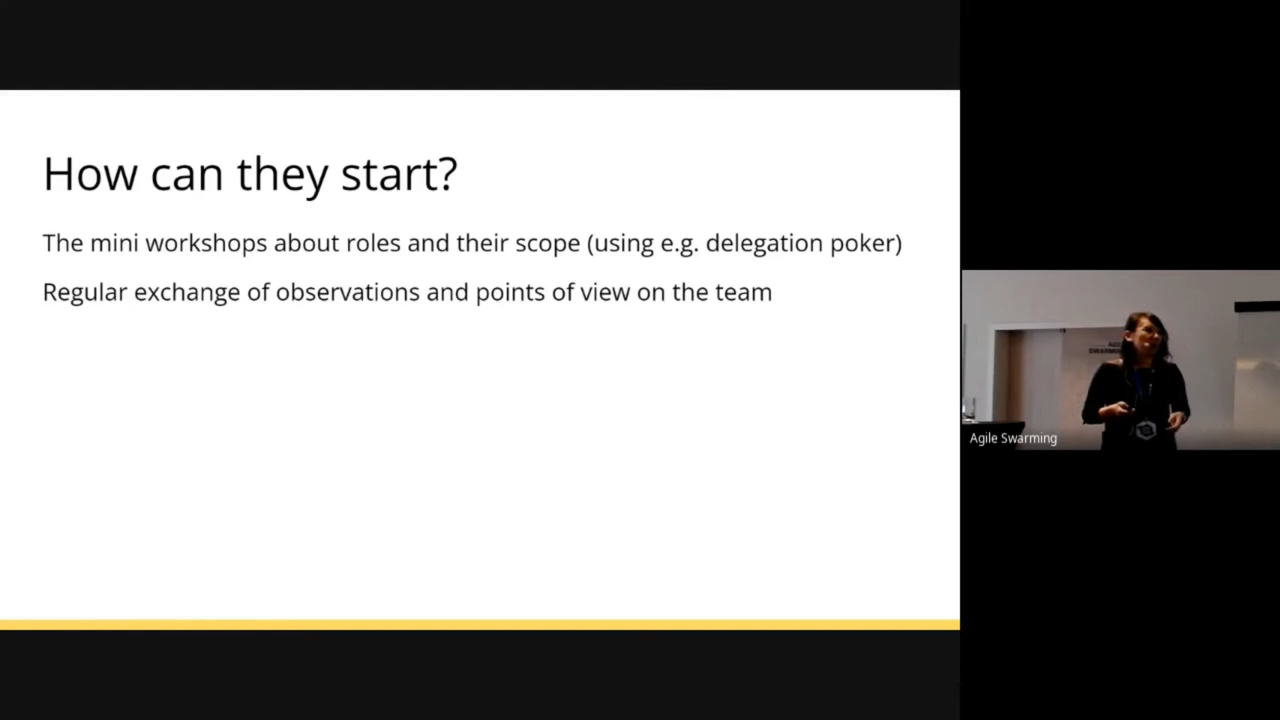 How can they start?
The mini workshops about roles and their scope (using e.g. delegation poker)
Regular exchange of observations and points of view on the team
Agile Swarming